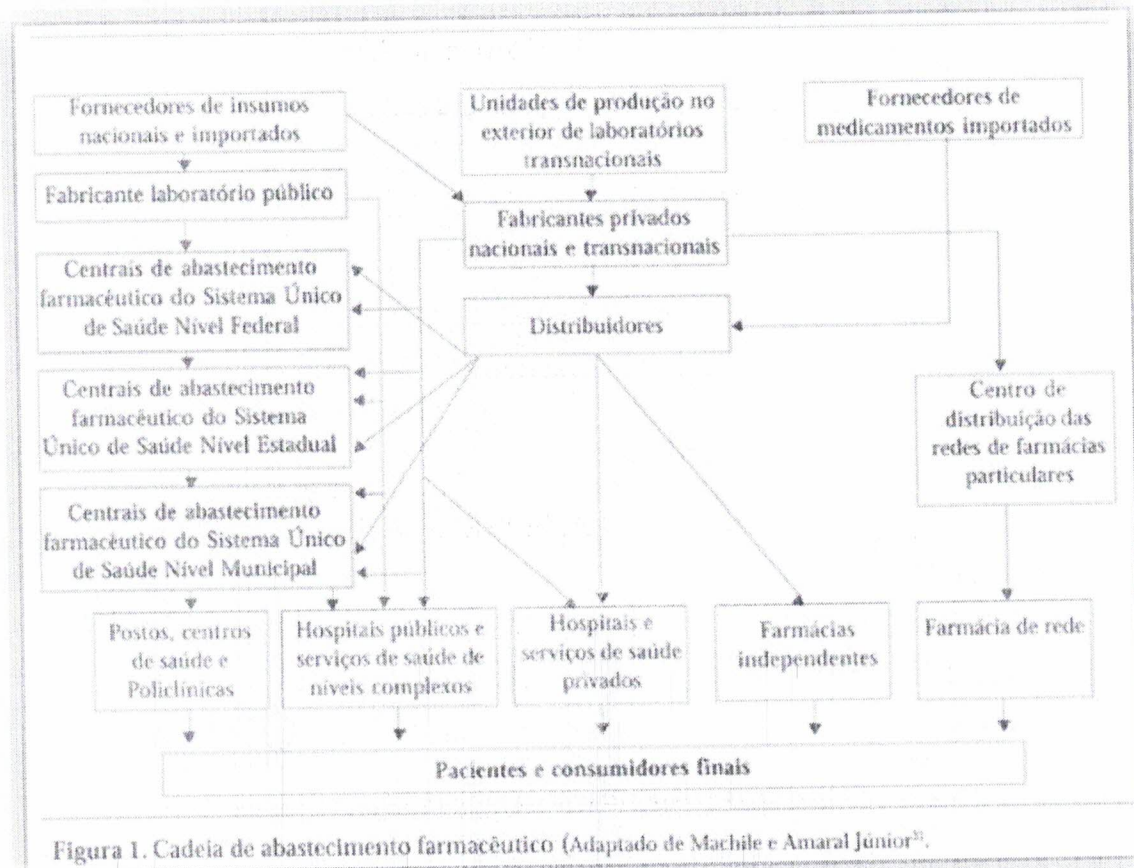 Fornecedores de insumos
nacionais e importados
Unidades de produção no
exterior de laboratórios
transnacionais
Fornecedores de
medicamentos importados
Fabricante laboratório público
Fabricantes privados
nacionais e transnacionais
Centrais de abastecimento
farmacêutico do Sistema Único
de Saúde Nível Federal
Distribuidores
Centrais de abastecimento
farmacêutico do Sistema
Único de Saúde Nível Estadual
Centro de
distribuição das
redes de farmácias
particulares
Centrais de abastecimento
farmacêutico do Sistema Único
de Saúde Nível Municipal
Postos, centros
de saúde e
Policlínicas
Hospitais públicos e
serviços de saúde de
níveis complexos
Hospitais e
serviços de saúde
privados
Farmácias
independentes
Farmácia de rede
Pacientes e consumidores finais
Figura 1. Cadeia de abastecimento farmacêutico (Adaptado de Machile e Amaral Júnior